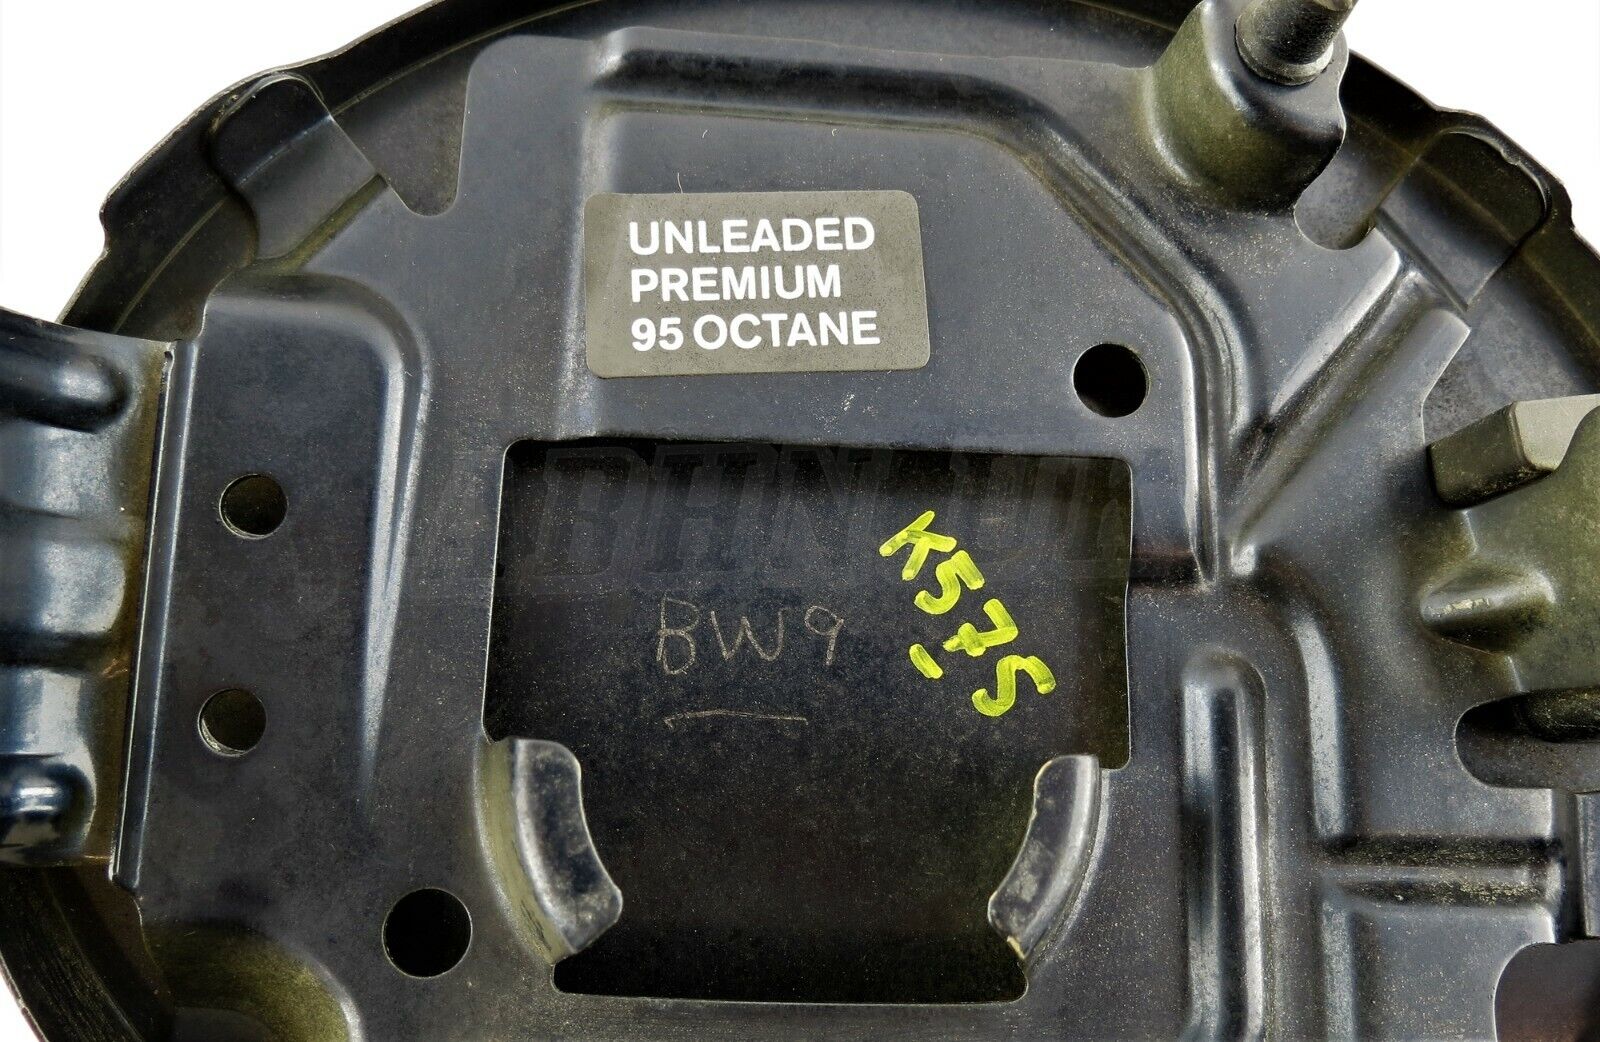 UNLEADED
PREMIUM
95 OCTANE
K575
BW9